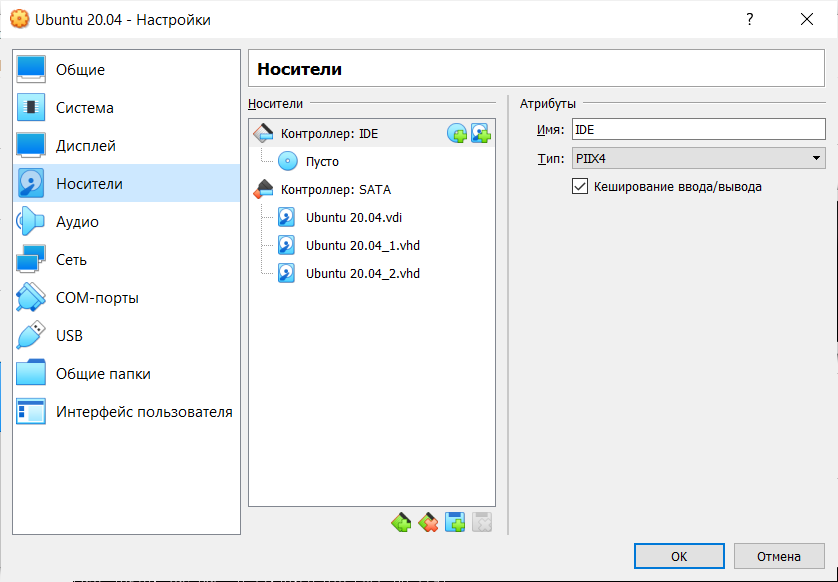 Ubuntu 20.04 - Настройки
?
Общие
Система
Дисплей
Носители
Аудио
Сеть
COM-порты
USB
Общие папки
Интерфейс пользователя
Носители
Носители
Контроллер: IDE
Пусто
Контроллер: SATA
Ubuntu 20.04.vdi
Ubuntu 20.04_1.vhd
Ubuntu 20.04_2.vhd
Атрибуты
Имя: IDE
Тип: PIIX4
Кеширование ввода/вывода
OK
Отмена